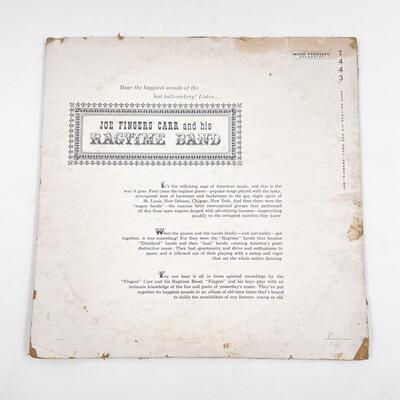 HIGH FIDELITY
RECORDING
T443
Hear the happiest sounds of the
last half-century! Listen...
JOE FINGERS CARR and his
RAGTIME BAND
It's the rollicking saga of American music, and this is the
way it goes. First came the ragtime piano—popular songs played with the lusty,
syncopated beat of barrooms and backrooms in the gay night spots of
St. Louis, New Orleans, Chicago, New York. And then there were the
"wagon bands"—the raucous little instrumental groups that performed
all day from open wagons draped with advertising banners—improvising
gaudily on the swingiest marches they knew.
When the pianos and the bands finally—and inevitably—got
together, it was something! For they were the "Ragtime" bands that became
"Dixieland" bands and then "Jazz" bands, creating America's great
distinctive music. They had spontaneity and drive and enthusiasm to
spare, and it followed out of their playing with a sweep and vigor
that set the whole nation dancing.
You can hear it all in these spirited recordings by Joe
"Fingers" Carr and his Ragtime Band. "Fingers" and his boys play with an
intimate knowledge of the fun and gusto of yesterday's music. They've put
together its happiest sounds in an album of old-time tunes that's bound
to tickle the sensibilities of any listener, young or old.